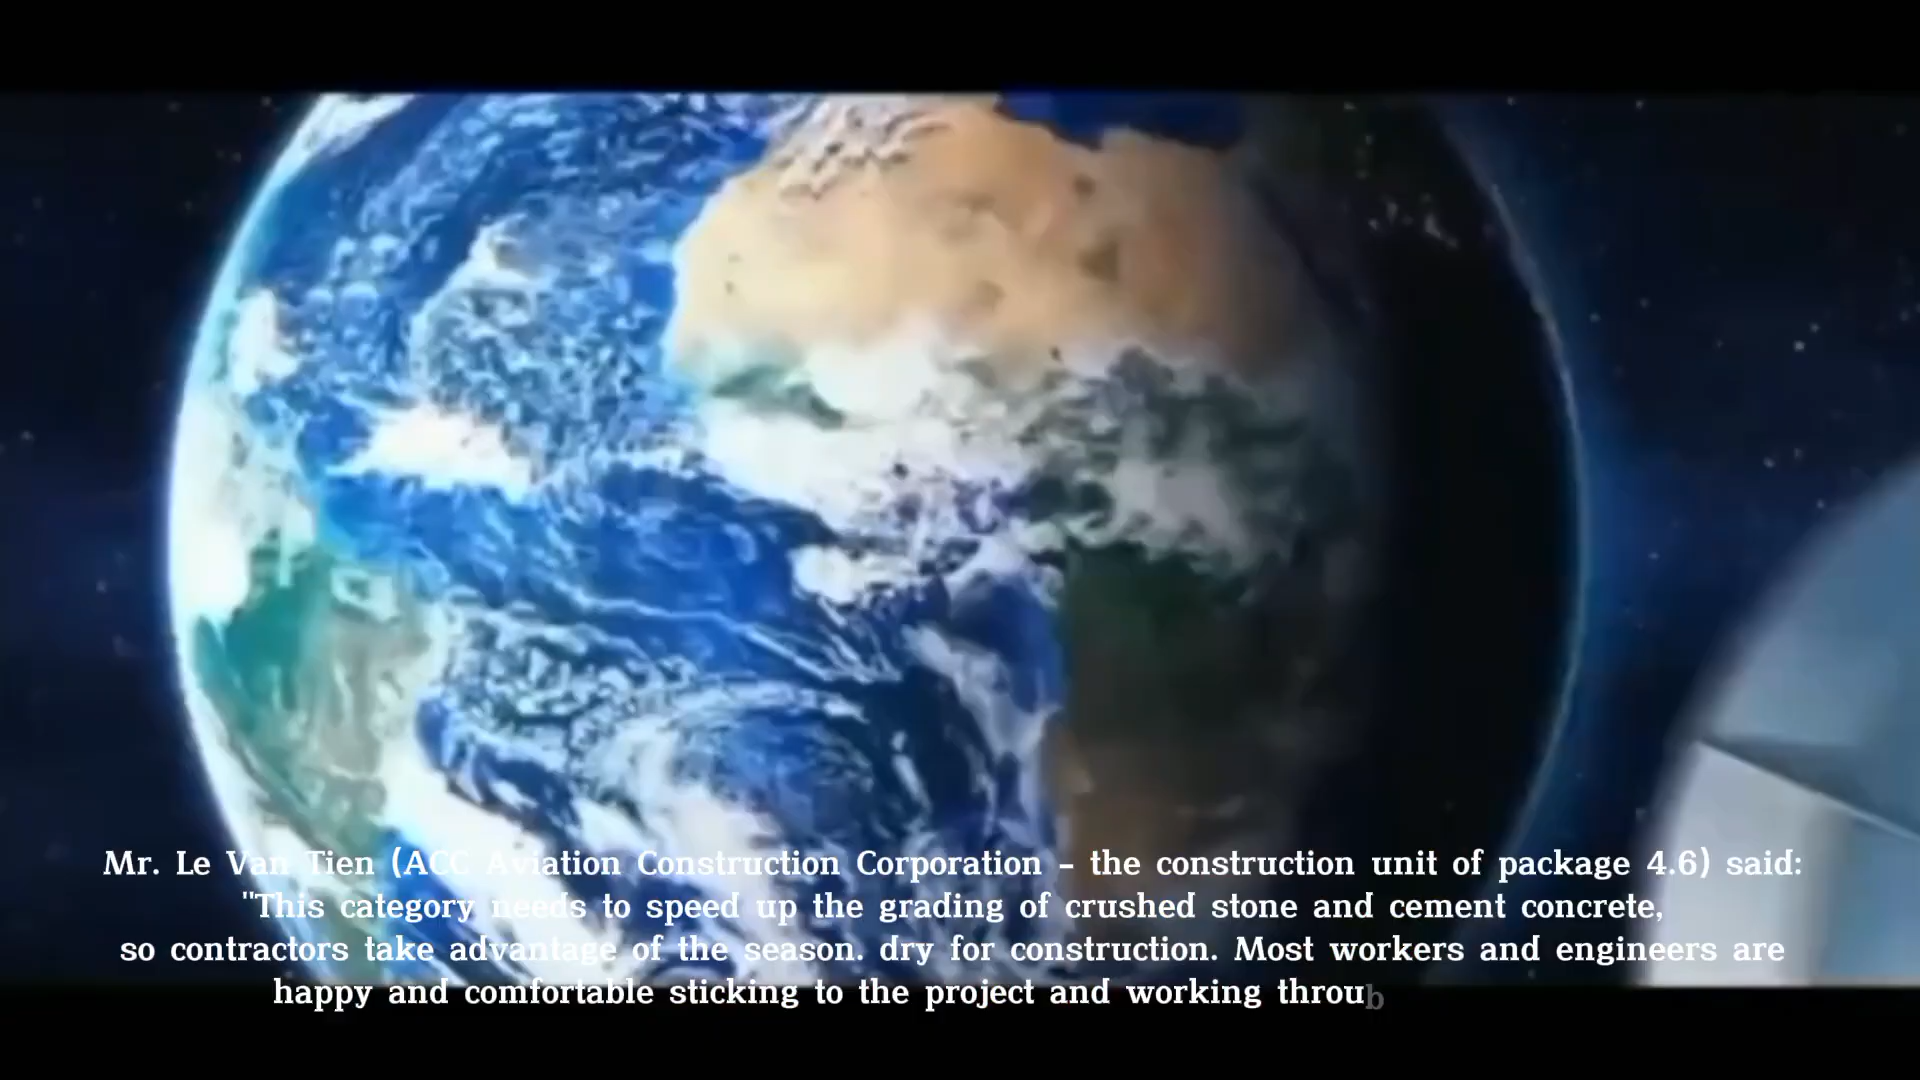 Mr. Le Van Tien (ACC Aviation Construction Corporation – the construction unit of package 4.6) said:
"This category needs to speed up the grading of crushed stone and cement concrete,
so contractors take advantage of the season. dry for construction. Most workers and engineers are
happy and comfortable sticking to the project and working throu